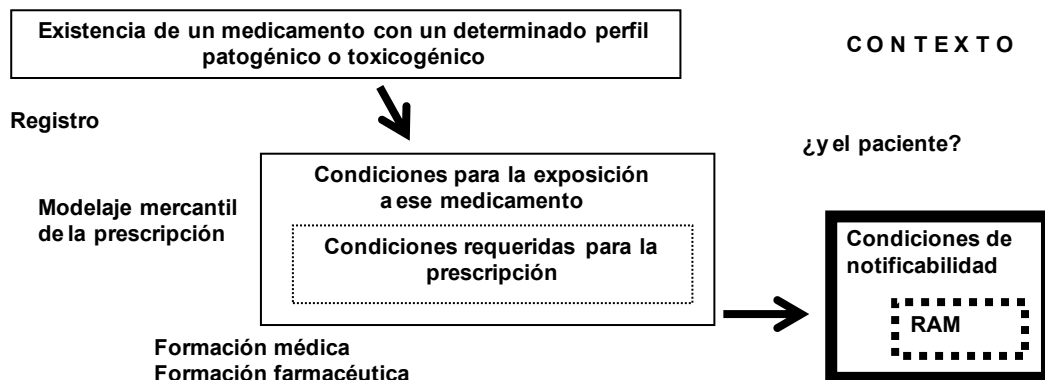 Existencia de un medicamento con un determinado perfil
patogénico o toxicogénico
C O N T E X T O
Registro
¿y el paciente?
Condiciones para la exposición
a ese medicamento
Modelaje mercantil
de la prescripción
Condiciones requeridas para la
prescripción
Condiciones de
notificabilidad
RAM
Formación médica
Formación farmacéutica